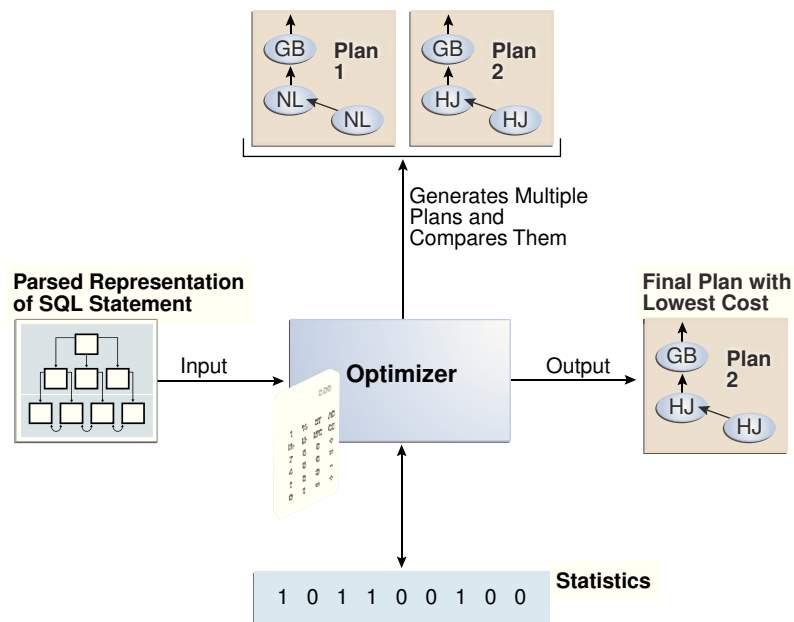 GB
Plan
1
NL
NL
GB
Plan
2
HJ
HJ
Generates Multiple
Plans and
Compares Them
Parsed Representation
of SQL Statement
Input
Optimizer
Output
Final Plan with
Lowest Cost
GB
Plan
2
HJ
HJ
Statistics
1 0 1 1 0 0 1 0 0